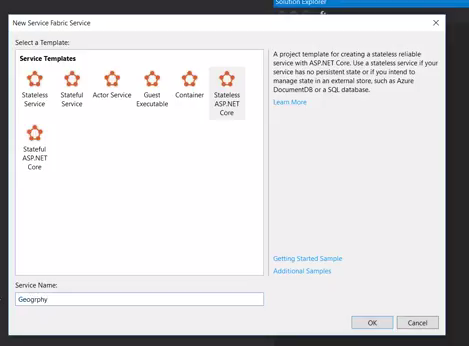 Solution Explorer
New Service Fabric Service
Select a Template:
Service Templates
Stateless
Service
Stateful
Service
Actor Service
Guest
Executable
Container
Stateless
ASP.NET
Core
Stateful
ASP.NET
Core
A project template for creating a stateless reliable
service with ASP.NET Core. Use a stateless service if your
service has no persistent state or if you intend to
manage state in an external store, such as Azure
DocumentDB or a SQL database.
Learn More
Getting Started Sample
Additional Samples
Service Name:
Geogrphy
OK
Cancel